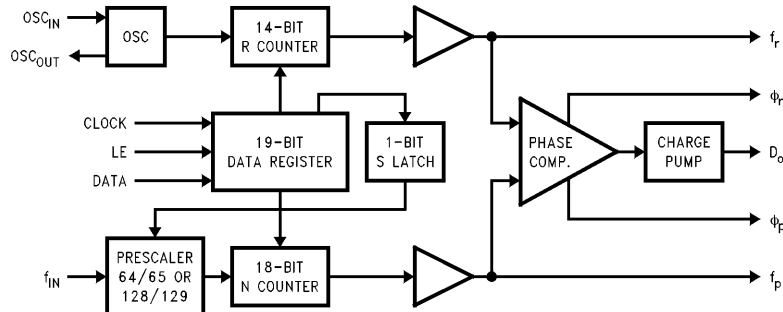 OSC_IN
OSC_OUT
OSC
14-BIT
R COUNTER
f_r
ϕ_r
CLOCK
LE
DATA
19-BIT
DATA REGISTER
1-BIT
S LATCH
PHASE
COMP.
CHARGE
PUMP
D_o
ϕ_p
f_IN
PRESCALER
64/65 OR
128/129
18-BIT
N COUNTER
f_p